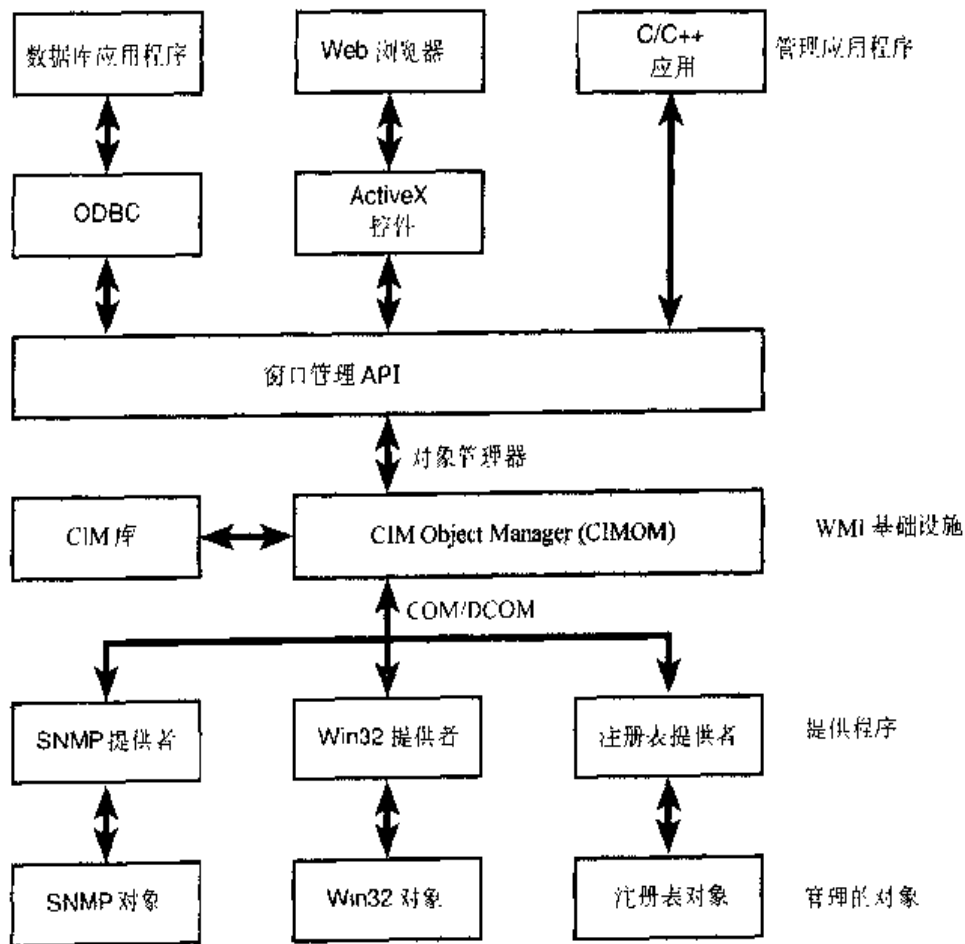 数据库应用程序
Web 浏览器
C/C++
应用
管理应用程序
ODBC
ActiveX
控件
窗口管理 API
对象管理器
CIM 库
CIM Object Manager (CIMOM)
WMI 基础设施
COM/DCOM
SNMP 提供者
Win32 提供者
注册表提供者
提供程序
SNMP 对象
Win32 对象
注册表对象
管理的对象